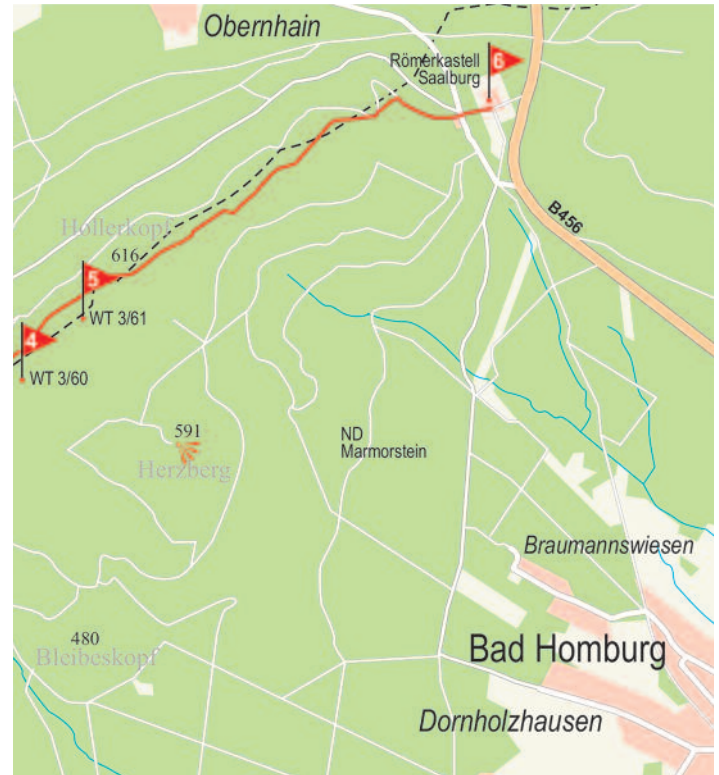 Obernhain
6
Römerkastell
Saalburg
B456
Hollerkopf
616
5
WT 3/61
4
WT 3/60
591
Herzberg
ND
Marmorstein
Braumannswiesen
480
Bleibeskopf
Bad Homburg
Dornholzhausen